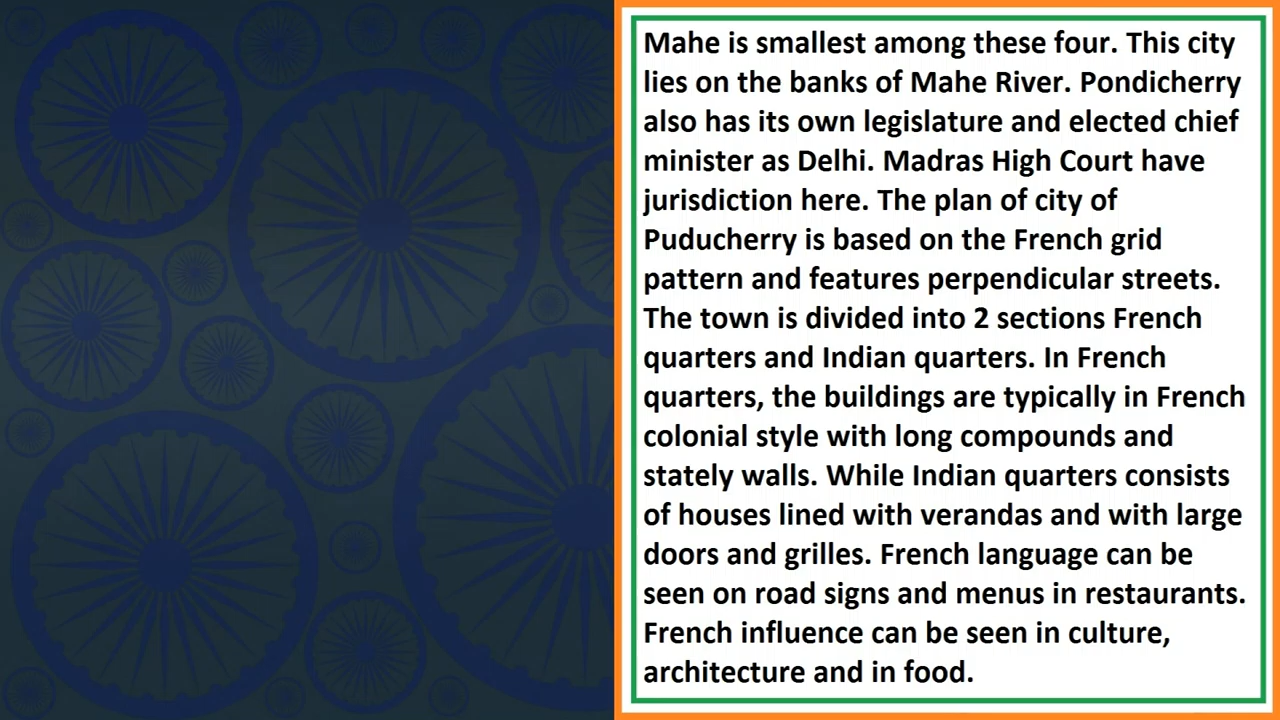 Mahe is smallest among these four. This city
lies on the banks of Mahe River. Pondicherry
also has its own legislature and elected chief
minister as Delhi. Madras High Court have
jurisdiction here. The plan of city of
Puducherry is based on the French grid
pattern and features perpendicular streets.
The town is divided into 2 sections French
quarters and Indian quarters. In French
quarters, the buildings are typically in French
colonial style with long compounds and
stately walls. While Indian quarters consists
of houses lined with verandas and with large
doors and grilles. French language can be
seen on road signs and menus in restaurants.
French influence can be seen in culture,
architecture and in food.